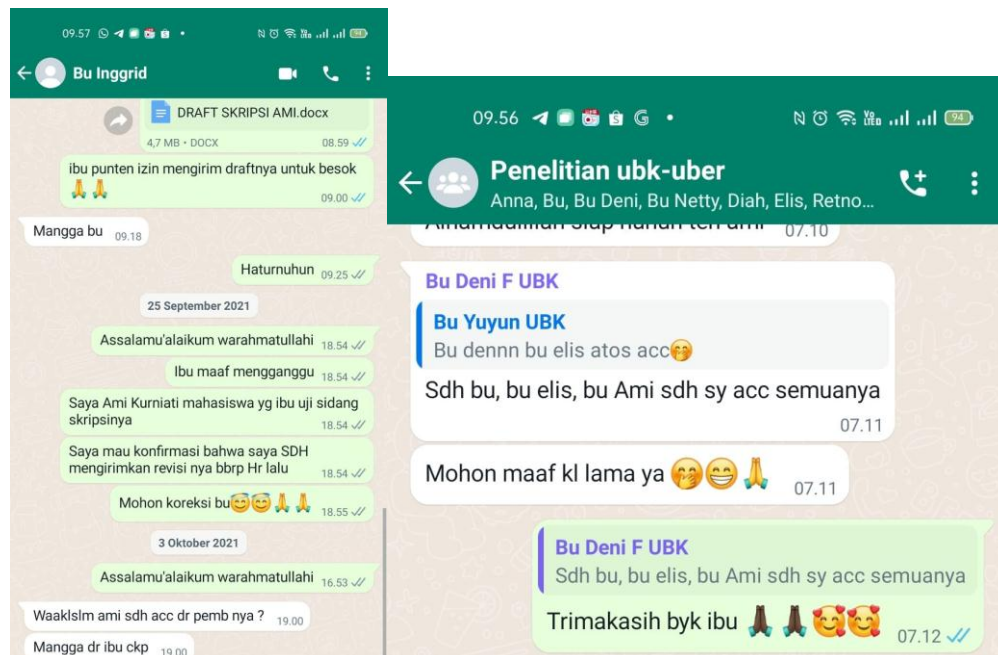 09.57
94
Bu Inggrid
DRAFT SKRIPSI AMI.docx
4,7 MB • DOCX 08.59
ibu punten izin mengirim draftnya untuk besok
🙏🙏 09.00
Mangga bu 09.18
Haturnuhun 09.25
25 September 2021
Assalamu'alaikum warahmatullahi 18.54
Ibu maaf mengganggu 18.54
Saya Ami Kurniati mahasiswa yg ibu uji sidang
skripsinya 18.54
Saya mau konfirmasi bahwa saya SDH
mengirimkan revisi nya bbrp Hr lalu 18.54
Mohon koreksi bu😇😇🙏🙏 18.55
3 Oktober 2021
Assalamu'alaikum warahmatullahi 16.53
Waaklslm ami sdh acc dr pemb nya ? 19.00
Mangga dr ibu ckp 19.00
09.56
94
Penelitian ubk-uber
Anna, Bu, Bu Deni, Bu Netty, Diah, Elis, Retno...
07.10
Bu Deni F UBK
Bu Yuyun UBK
Bu dennn bu elis atos acc🤭
Sdh bu, bu elis, bu Ami sdh sy acc semuanya
07.11
Mohon maaf kl lama ya 🤭😁🙏 07.11
Bu Deni F UBK
Sdh bu, bu elis, bu Ami sdh sy acc semuanya
Trimakasih byk ibu 🙏🏿🙏🏿🥰🥰 07.12